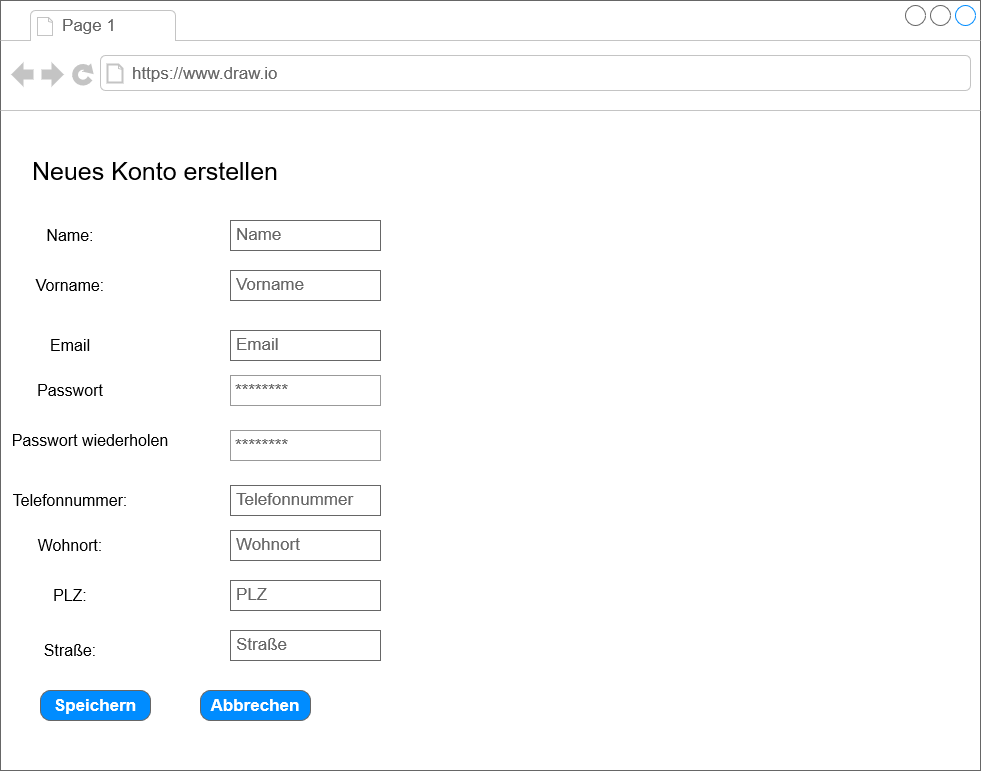 Page 1
https://www.draw.io
Neues Konto erstellen
Name: Name
Vorname: Vorname
Email Email
Passwort ********
Passwort wiederholen ********
Telefonnummer: Telefonnummer
Wohnort: Wohnort
PLZ: PLZ
Straße: Straße
Speichern Abbrechen